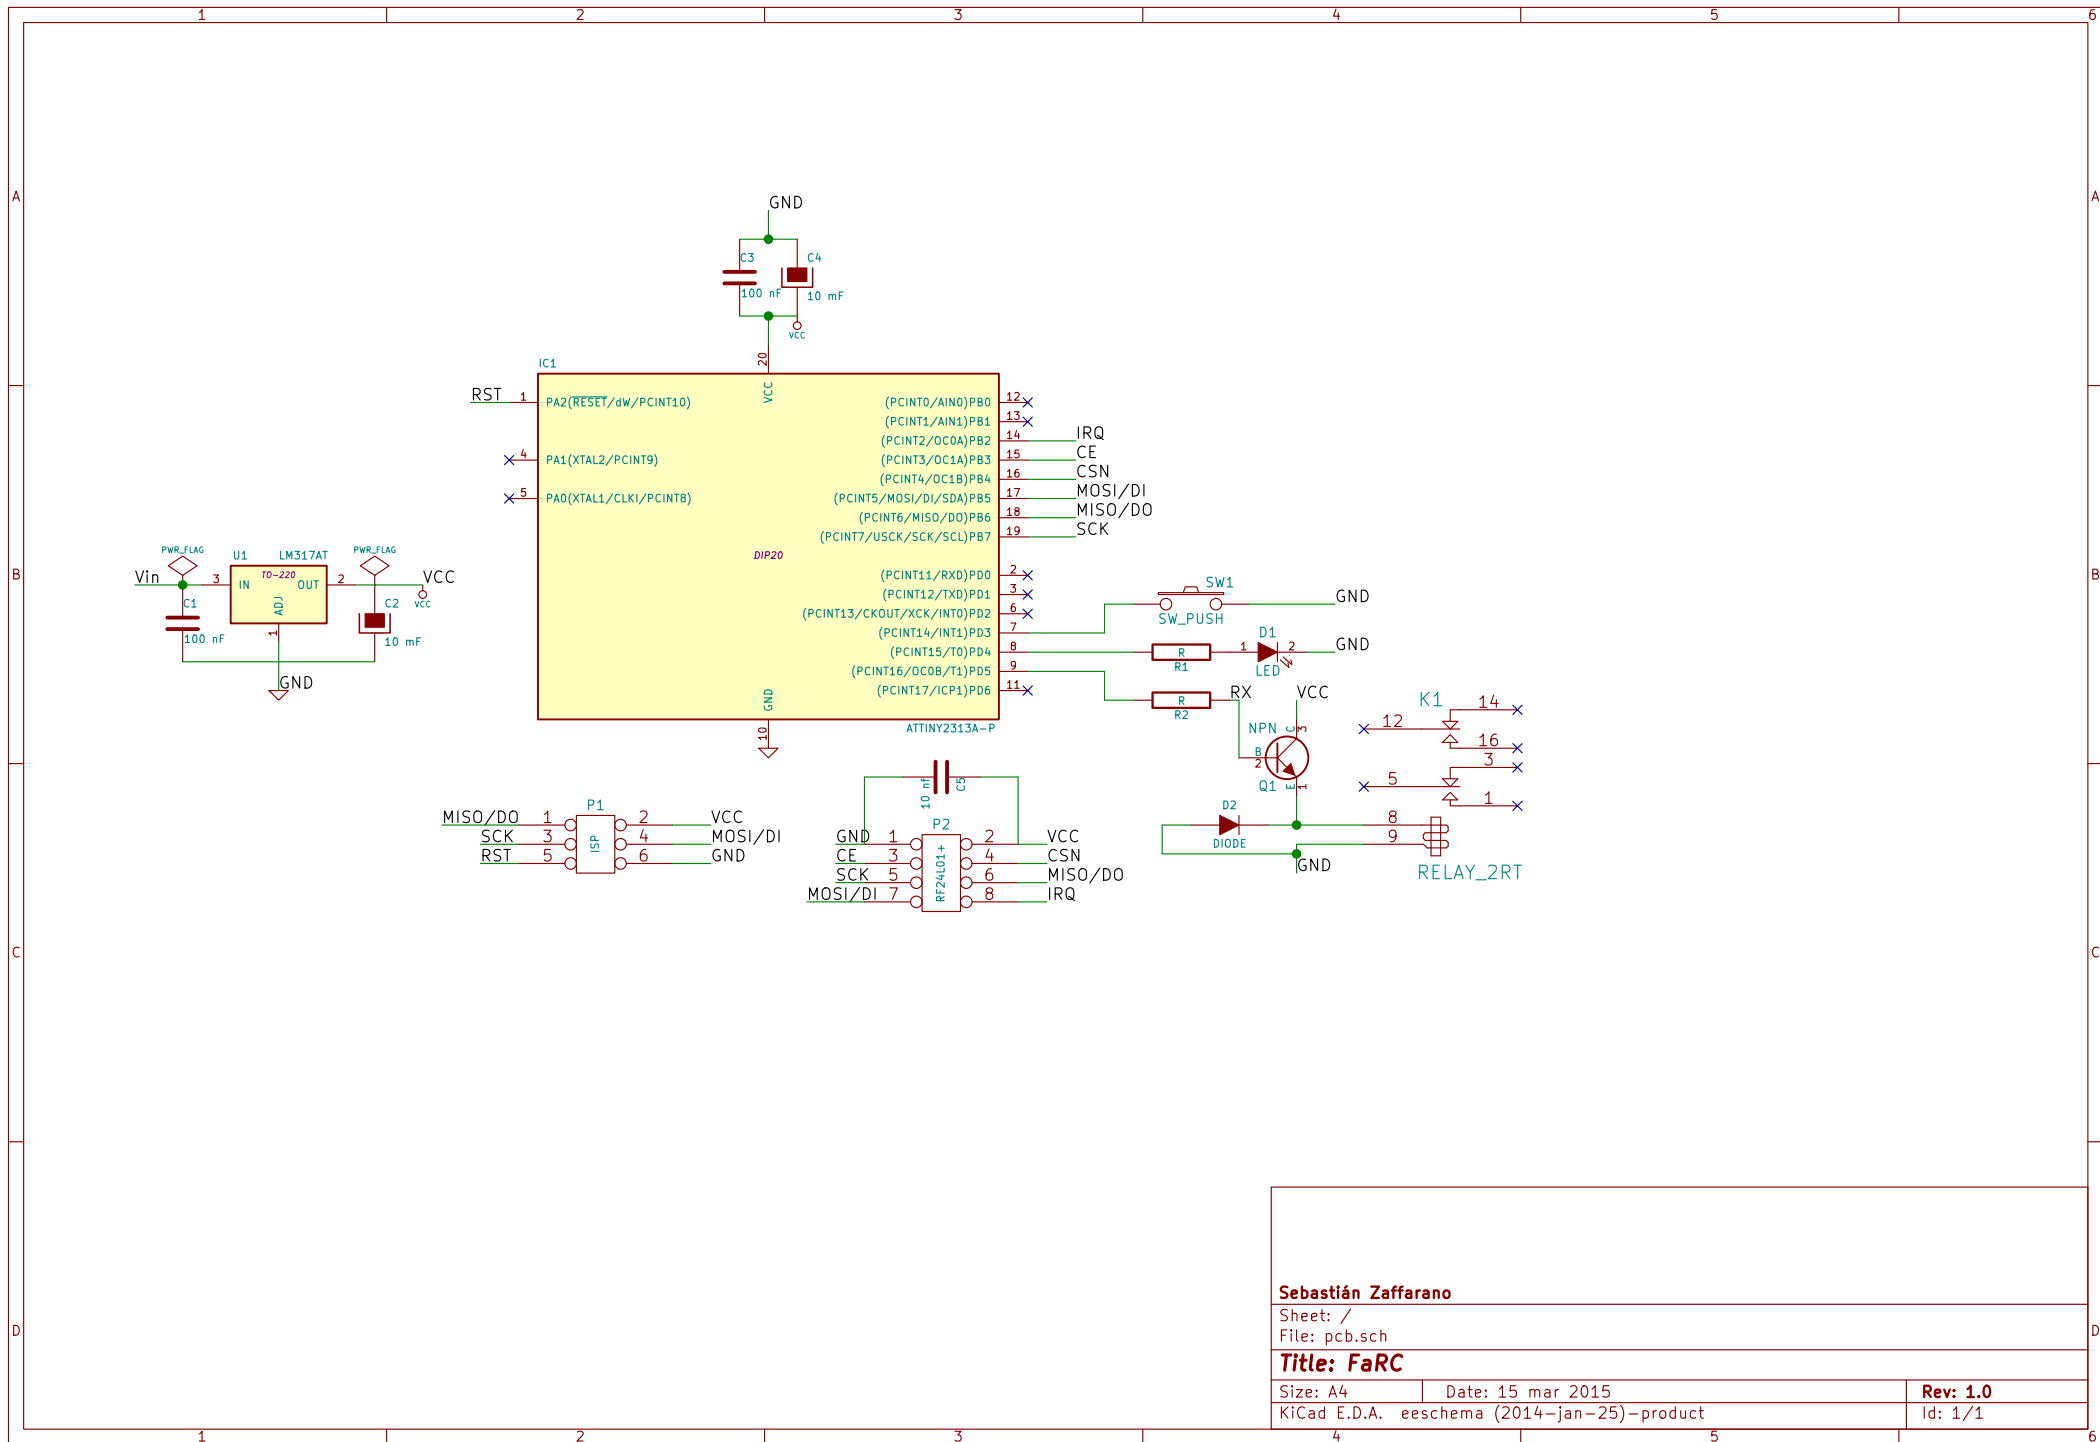 1 2 3 4 5 6
A A
GND
C3 C4
100 nF 10 mF
VCC
20
IC1
VCC
RST 1 PA2(RESET/dW/PCINT10)
4 PA1(XTAL2/PCINT9)
5 PA0(XTAL1/CLKI/PCINT8)
DIP20
(PCINT0/AIN0)PB0 12
(PCINT1/AIN1)PB1 13
(PCINT2/OC0A)PB2 14 IRQ
(PCINT3/OC1A)PB3 15 CE
(PCINT4/OC1B)PB4 16 CSN
(PCINT5/MOSI/DI/SDA)PB5 17 MOSI/DI
(PCINT6/MISO/DO)PB6 18 MISO/DO
(PCINT7/USCK/SCK/SCL)PB7 19 SCK
(PCINT11/RXD)PD0 2
(PCINT12/TXD)PD1 3
(PCINT13/CKOUT/XCK/INT0)PD2 6
(PCINT14/INT1)PD3 7
(PCINT15/T0)PD4 8
(PCINT16/OC0B/T1)PD5 9
(PCINT17/ICP1)PD6 11
GND
10
ATTINY2313A-P
B B
PWR_FLAG PWR_FLAG
U1 LM317AT
TO-220
Vin 3 IN OUT 2 VCC
VCC
ADJ
1
C1 C2
100 nF 10 mF
GND
SW1
GND
SW_PUSH
D1
R 1 2 GND
R1 LED
R RX VCC
R2
NPN C 3
B
2
Q1 E 1
K1
14
12
16
3
5
1
D2
DIODE
8
9
GND
RELAY_2RT
P1
MISO/DO 1 2 VCC
SCK 3 4 MOSI/DI
RST 5 6 GND
ISP
10 nf C5
P2
GND 1 2 VCC
CE 3 4 CSN
SCK 5 6 MISO/DO
MOSI/DI 7 8 IRQ
RF24L01+
C C
D D
Sebastián Zaffarano
Sheet: /
File: pcb.sch
Title: FaRC
Size: A4 Date: 15 mar 2015 Rev: 1.0
KiCad E.D.A. eeschema (2014-jan-25)-product Id: 1/1
1 2 3 4 5 6